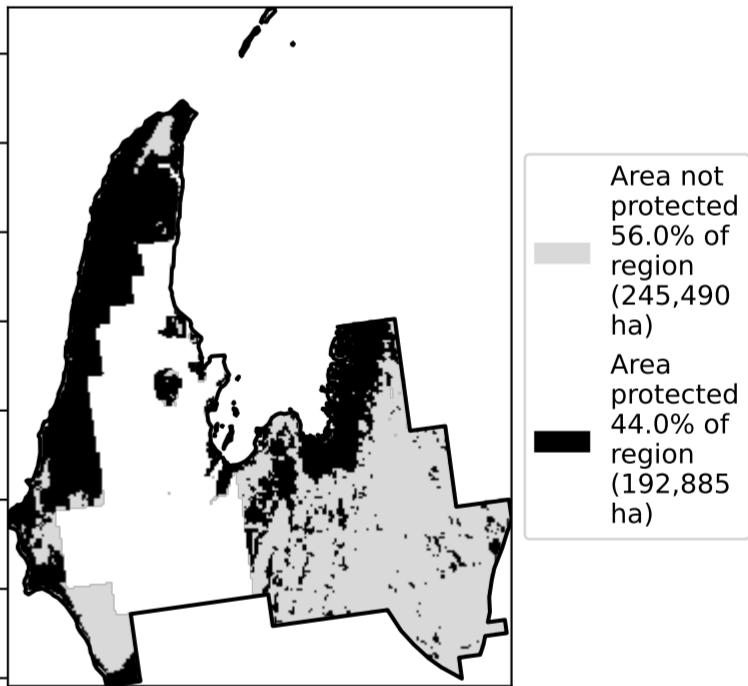 Area not
protected
56.0% of
region
(245,490
ha)
Area
protected
44.0% of
region
(192,885
ha)